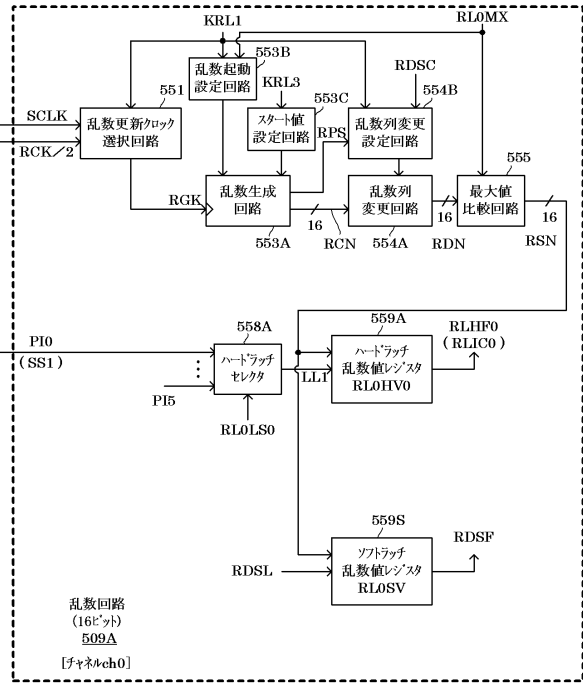 KRL1
RL0MX
553B
551
乱数起動
設定回路
KRL3
RDSC
553C
554B
SCLK
乱数更新クロック
選択回路
スタート値
設定回路
RPS
乱数列変更
設定回路
RCK/2
555
RGK
乱数生成
回路
乱数列
変更回路
最大値
比較回路
16
16
16
553A
RCN
554A
RDN
RSN
558A
559A
PI0
(SS1)
ハードラッチ
セレクタ
ハードラッチ
乱数値レジスタ
RL0HV0
RLHF0
(RLIC0)
LL1
PI5
RL0LS0
559S
ソフトラッチ
乱数値レジスタ
RL0SV
RDSF
RDSL
乱数回路
(16ビット)
509A
[チャネルch0]